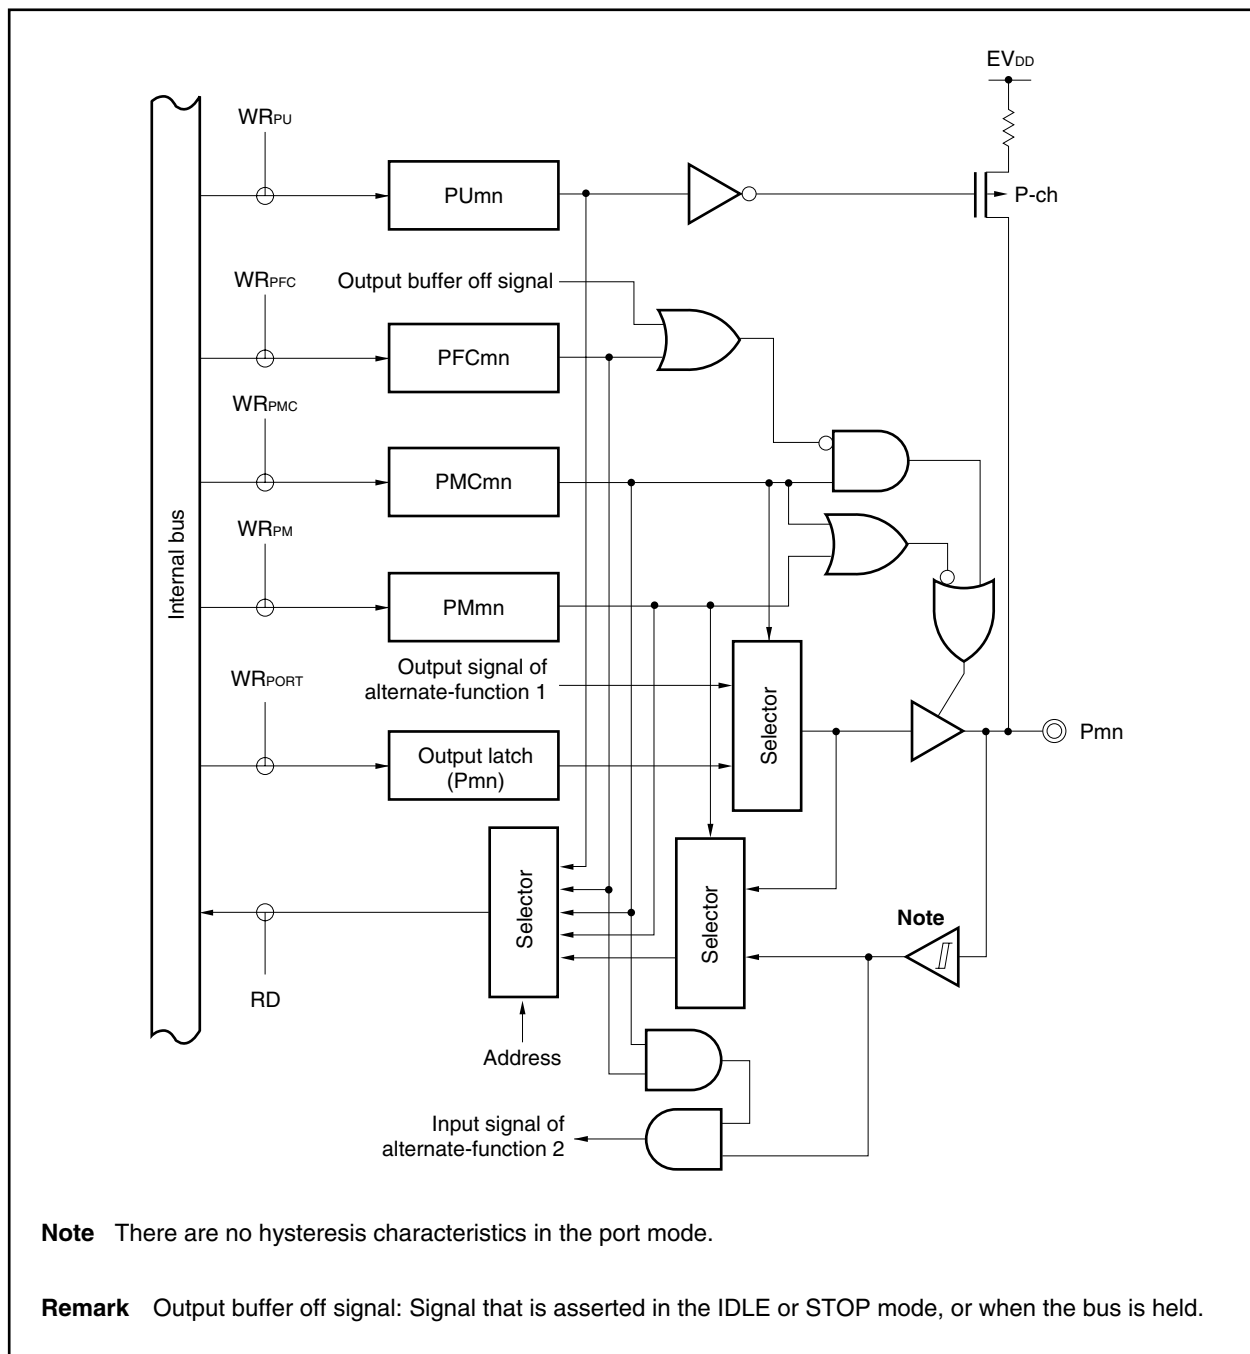 EVDD
WRPU
PUmn
P-ch
WRPFC
Output buffer off signal
PFCmn
WRPMC
PMCmn
WRPM
Internal bus
PMmn
Output signal of
alternate-function 1
WRPORT
Selector
Output latch
(Pmn)
Pmn
Selector
Selector
Note
RD
Address
Input signal of
alternate-function 2
Note There are no hysteresis characteristics in the port mode.
Remark Output buffer off signal: Signal that is asserted in the IDLE or STOP mode, or when the bus is held.